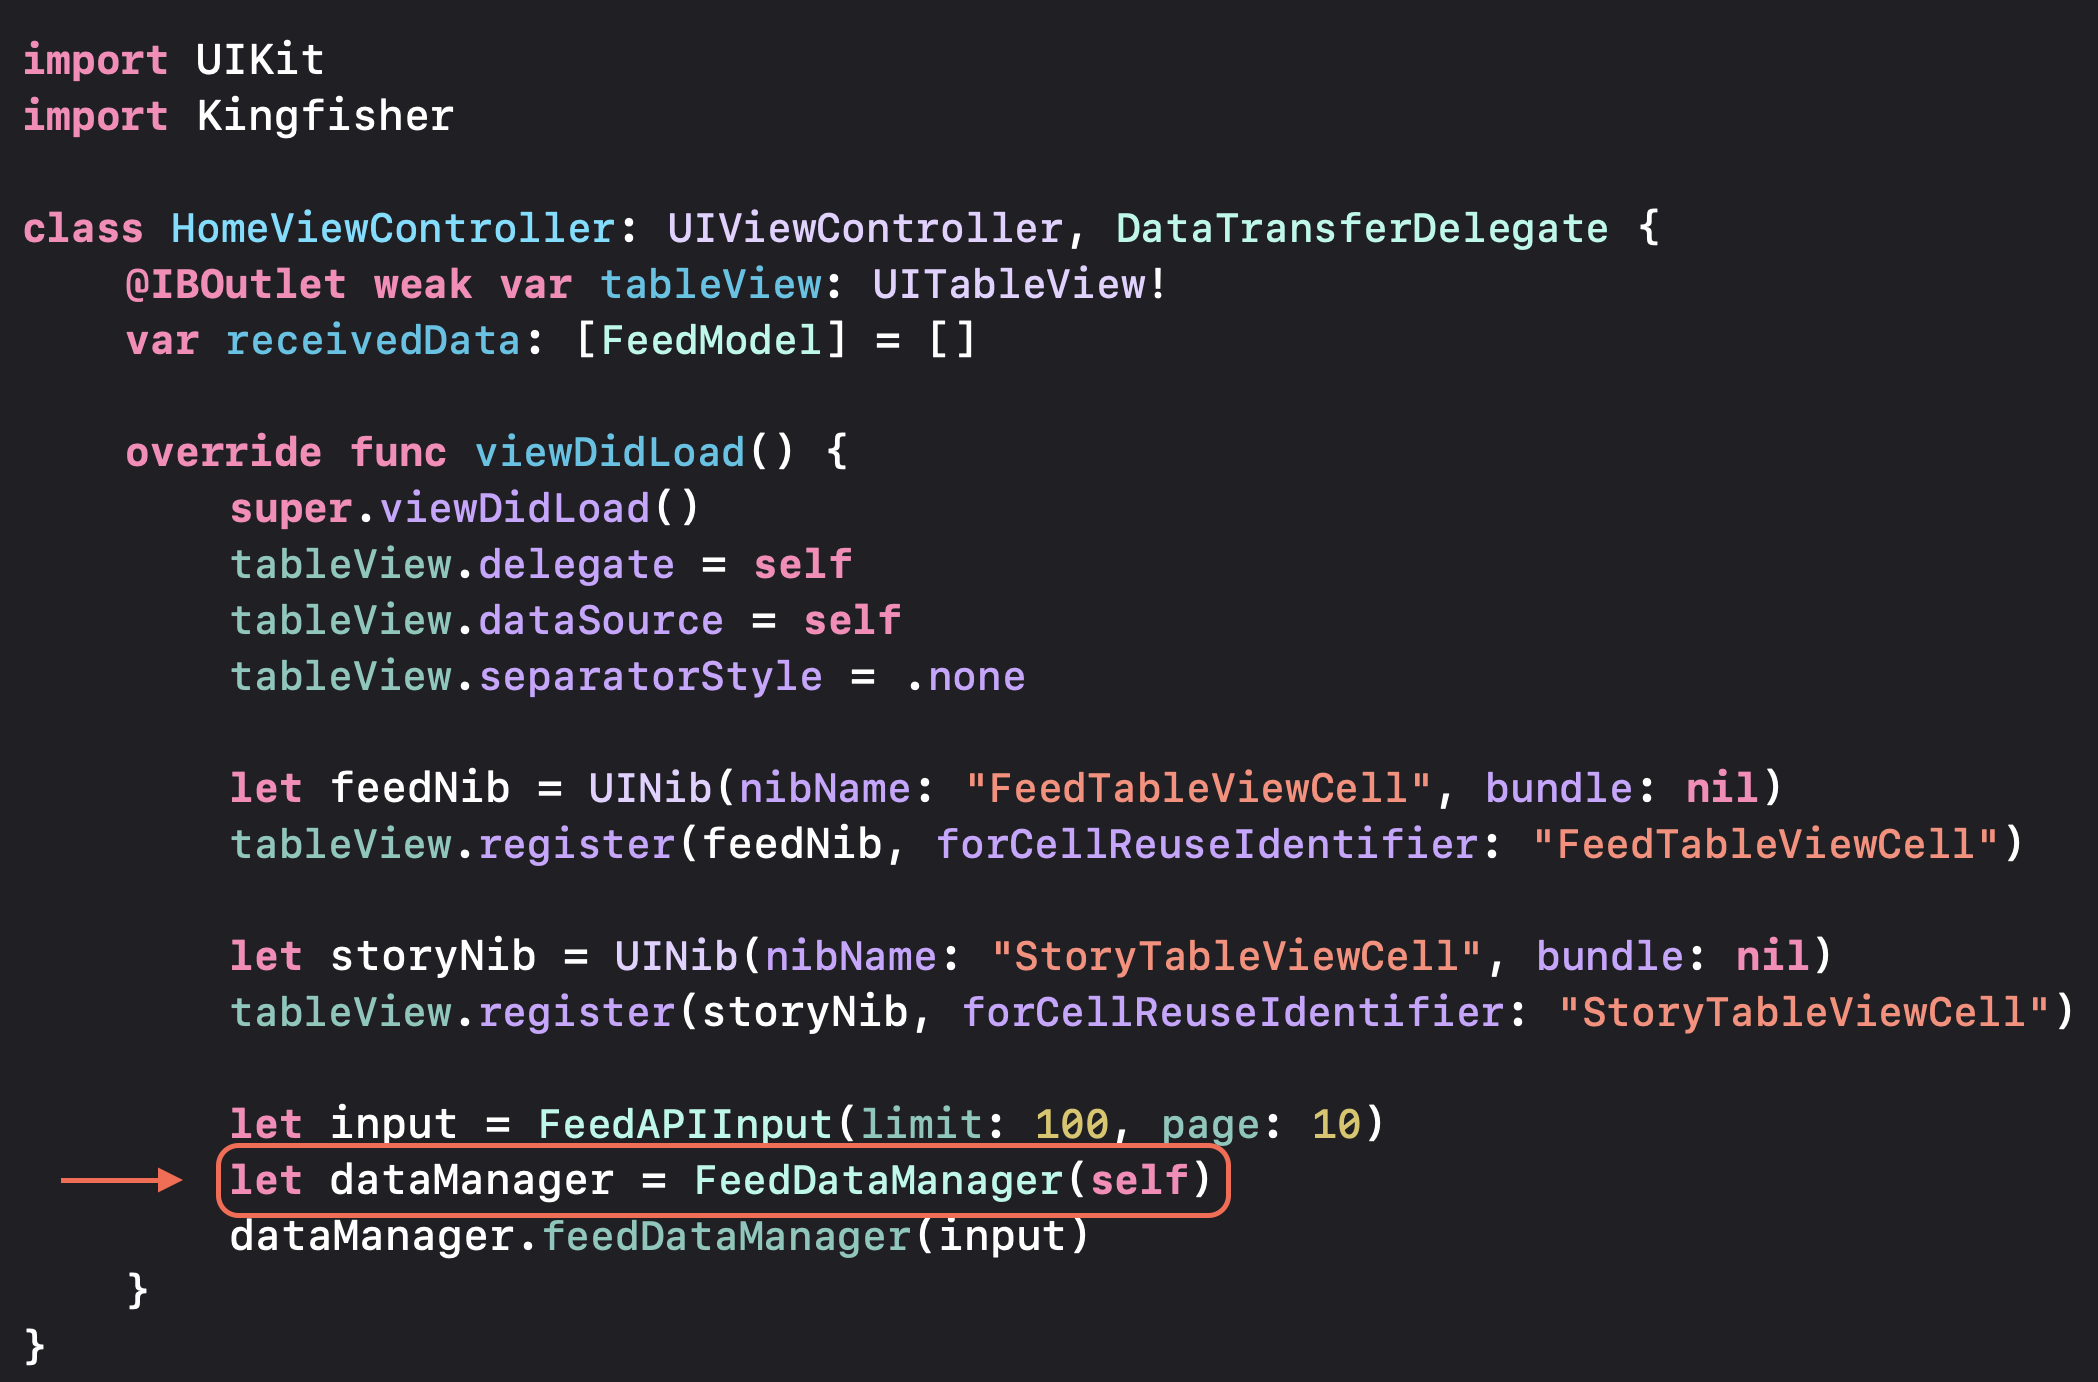 import UIKit
import Kingfisher
class HomeViewController: UIViewController, DataTransferDelegate {
@IBOutlet weak var tableView: UITableView!
var receivedData: [FeedModel] = []
override func viewDidLoad() {
super.viewDidLoad()
tableView.delegate = self
tableView.dataSource = self
tableView.separatorStyle = .none
let feedNib = UINib(nibName: "FeedTableViewCell", bundle: nil)
tableView.register(feedNib, forCellReuseIdentifier: "FeedTableViewCell")
let storyNib = UINib(nibName: "StoryTableViewCell", bundle: nil)
tableView.register(storyNib, forCellReuseIdentifier: "StoryTableViewCell")
let input = FeedAPIInput(limit: 100, page: 10)
let dataManager = FeedDataManager(self)
dataManager.feedDataManager(input)
}
}